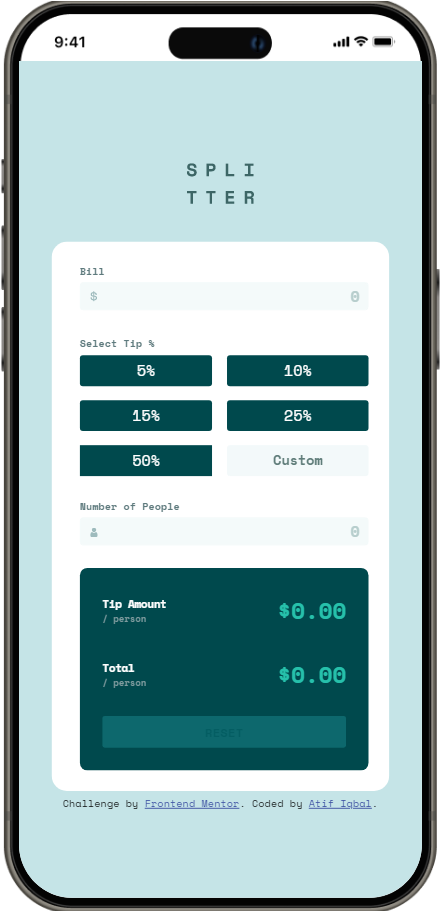 9:41
SPLI
TTER
Bill
$ 0
Select Tip %
5% 10%
15% 25%
50% Custom
Number of People
0
Tip Amount
/ person
$0.00
Total
/ person
$0.00
RESET
Challenge by Frontend Mentor. Coded by Atif Iqbal.